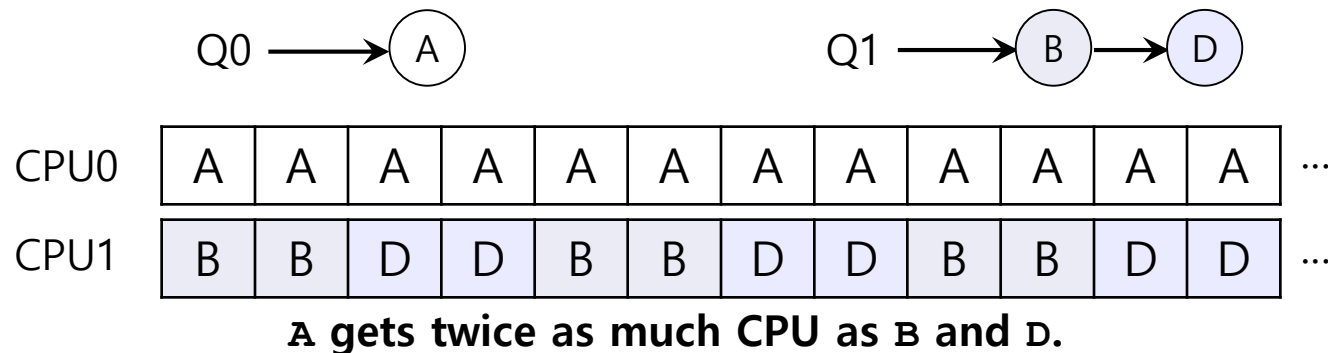 Q0 A Q1 B D
CPU0 A A A A A A A A A A A A ...
CPU1 B B D D B B D D B B D D ...
A gets twice as much CPU as B and D.